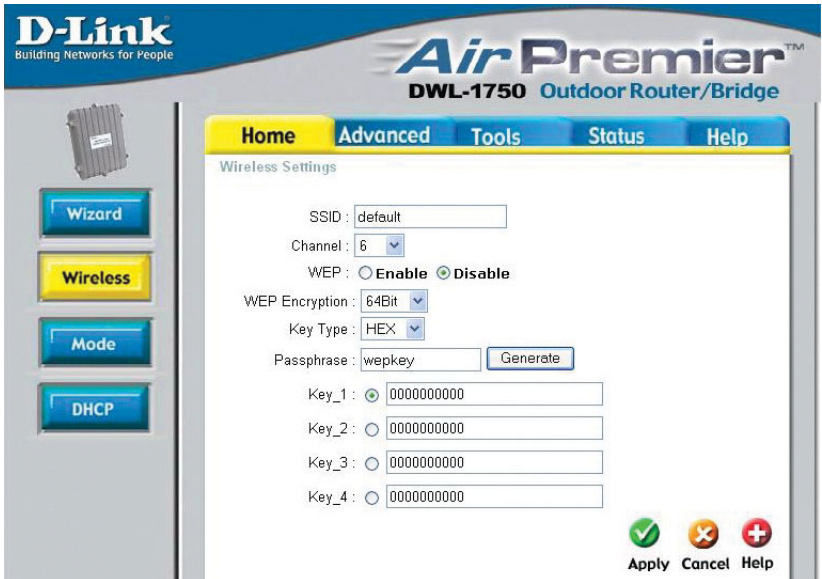 D-Link
Building Networks for People
Air Premier™
DWL-1750 Outdoor Router/Bridge
Home Advanced Tools Status Help
Wizard
Wireless
Mode
DHCP
Wireless Settings
SSID : default
Channel : 6
WEP : Enable Disable
WEP Encryption : 64Bit
Key Type : HEX
Passphrase : wepkey Generate
Key_1 : 0000000000
Key_2 : 0000000000
Key_3 : 0000000000
Key_4 : 0000000000
Apply Cancel Help